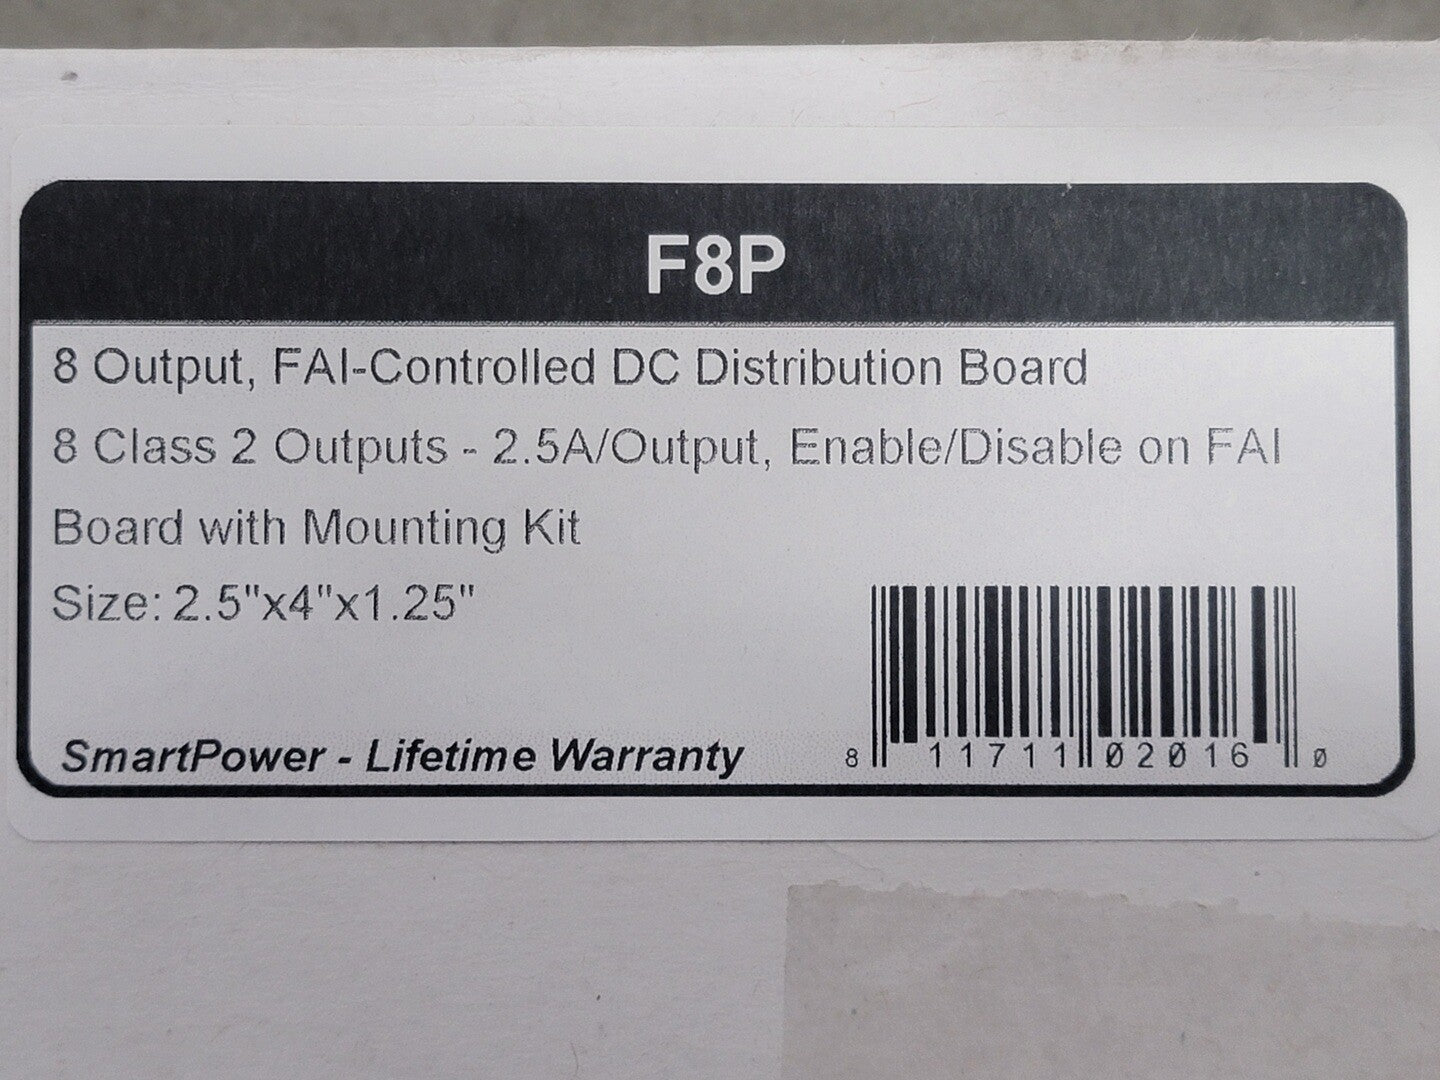 F8P
8 Output, FAI-Controlled DC Distribution Board
8 Class 2 Outputs - 2.5A/Output, Enable/Disable on FAI
Board with Mounting Kit
Size: 2.5"x4"x1.25"
SmartPower - Lifetime Warranty
8 11711 02016 0